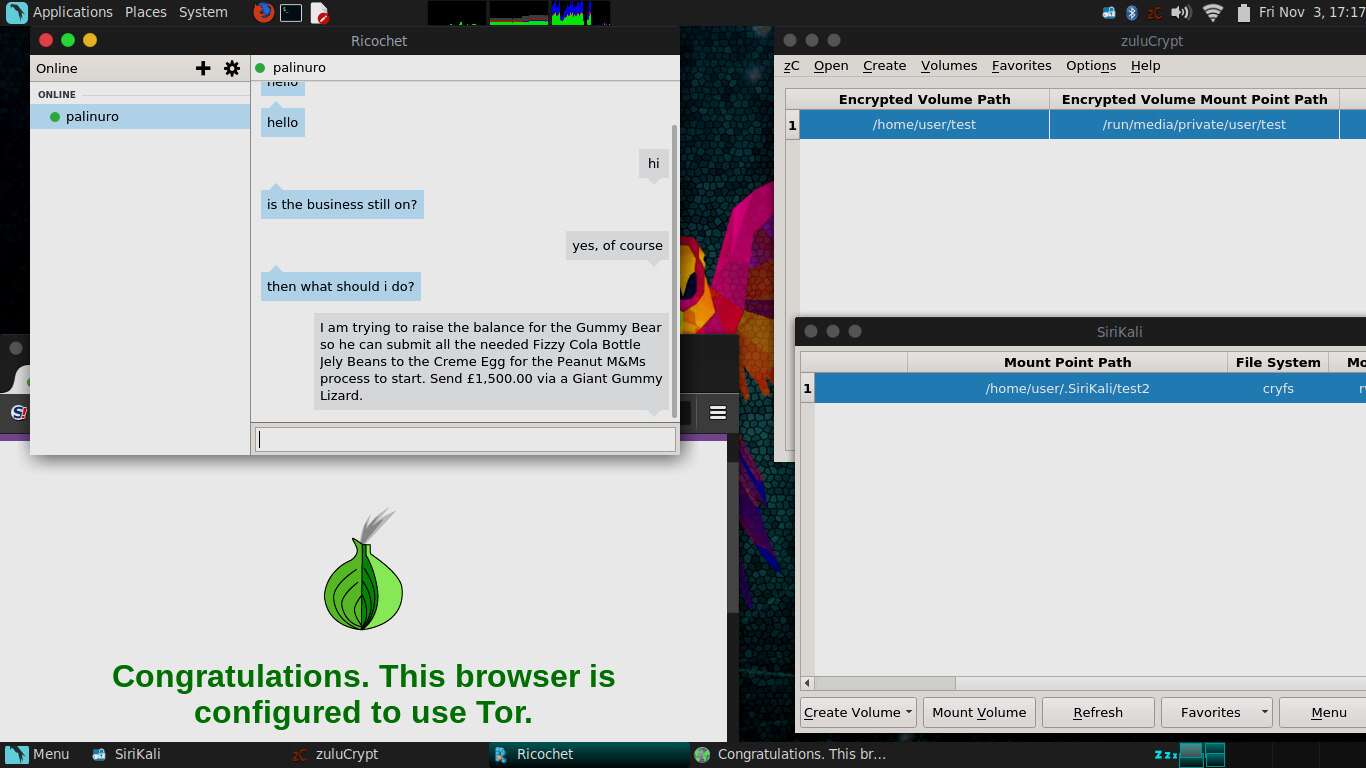 Applications Places System
Fri Nov 3, 17:17
Ricochet
Online
palinuro
ONLINE
palinuro
hello
hello
hi
is the business still on?
yes, of course
then what should i do?
I am trying to raise the balance for the Gummy Bear
so he can submit all the needed Fizzy Cola Bottle
Jely Beans to the Creme Egg for the Peanut M&Ms
process to start. Send £1,500.00 via a Giant Gummy
Lizard.
zuluCrypt
zC Open Create Volumes Favorites Options Help
Encrypted Volume Path Encrypted Volume Mount Point Path
1 /home/user/test /run/media/private/user/test
SiriKali
Mount Point Path File System Mo
1 /home/user/.SiriKali/test2 cryfs
Create Volume Mount Volume Refresh Favorites Menu
Congratulations. This browser is
configured to use Tor.
Menu SiriKali zuluCrypt Ricochet Congratulations. This br...
zzz